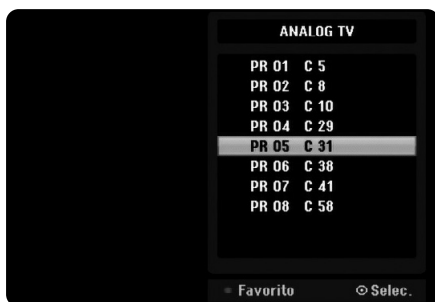 ANALOG TV
PR 01 C 5
PR 02 C 8
PR 03 C 10
PR 04 C 29
PR 05 C 31
PR 06 C 38
PR 07 C 41
PR 08 C 58
Favorito Selec.